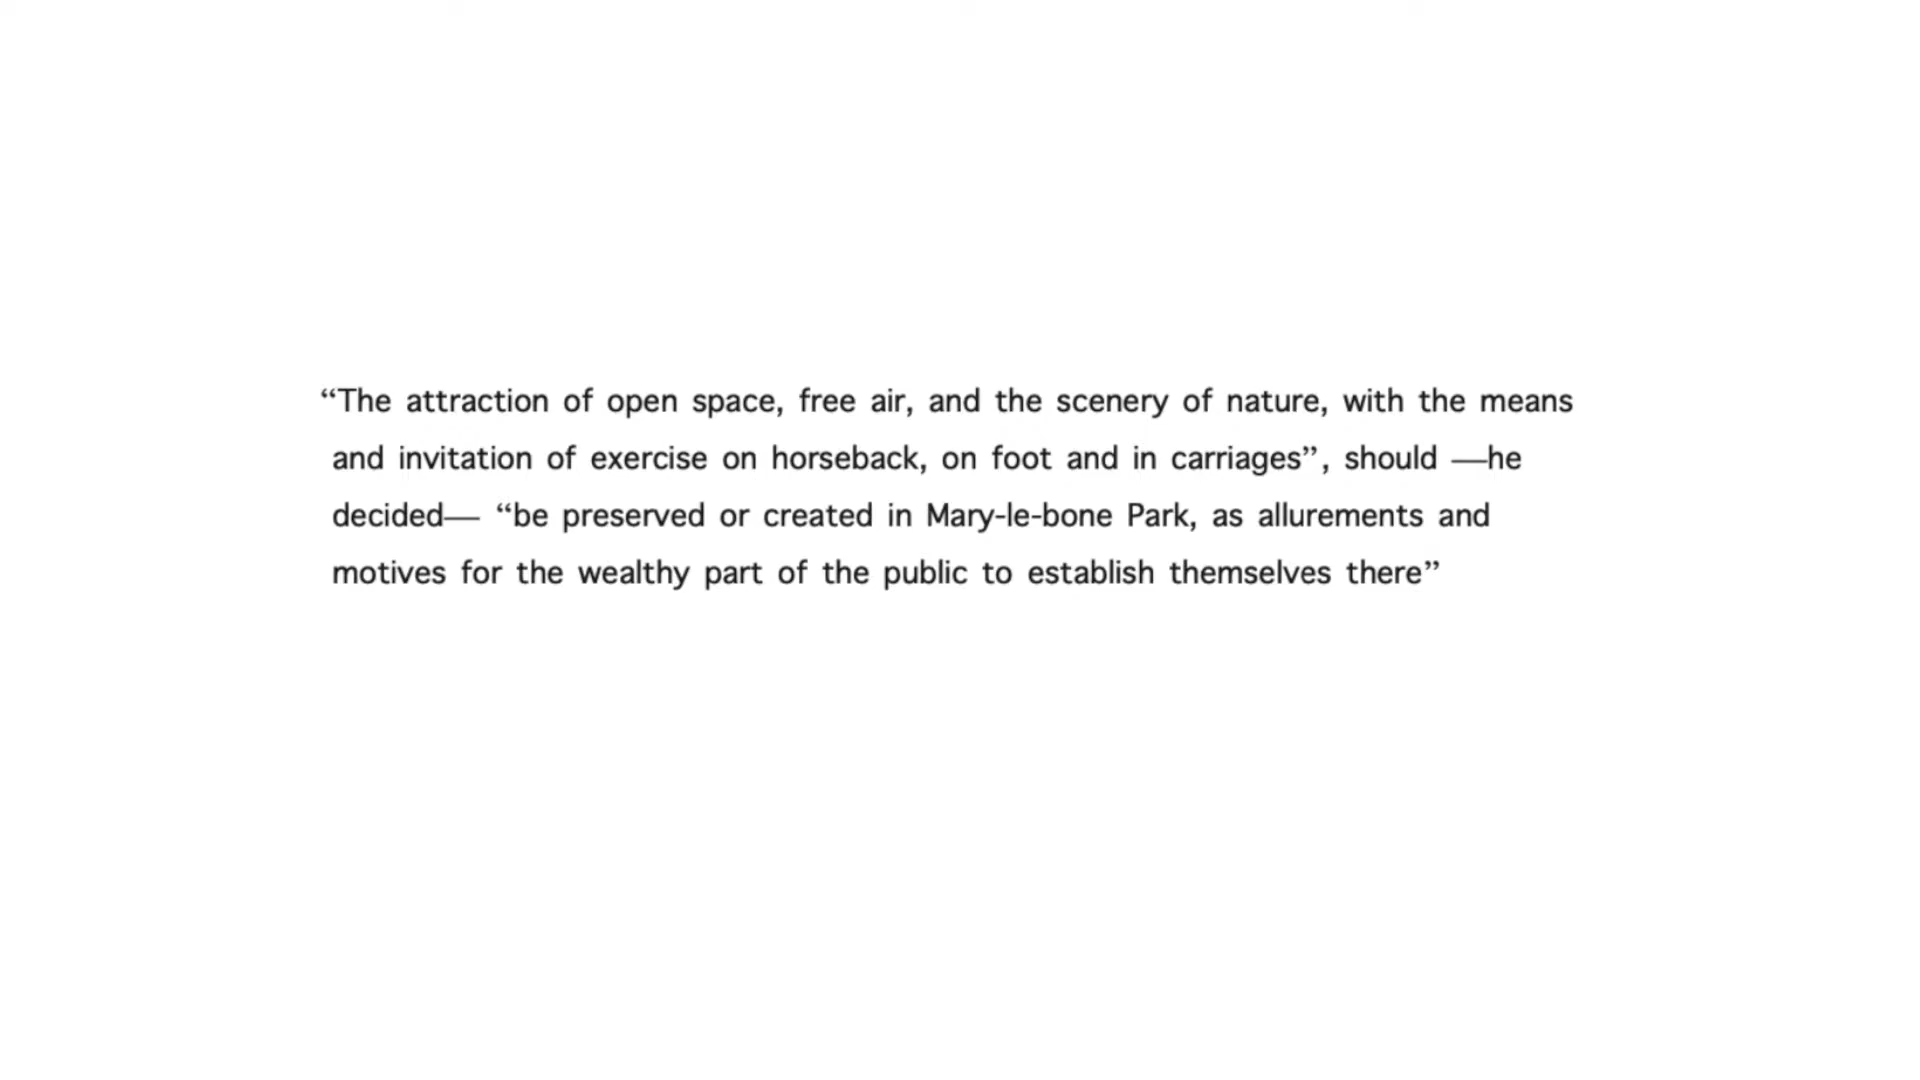 “The attraction of open space, free air, and the scenery of nature, with the means
and invitation of exercise on horseback, on foot and in carriages”, should —he
decided— “be preserved or created in Mary-le-bone Park, as allurements and
motives for the wealthy part of the public to establish themselves there”